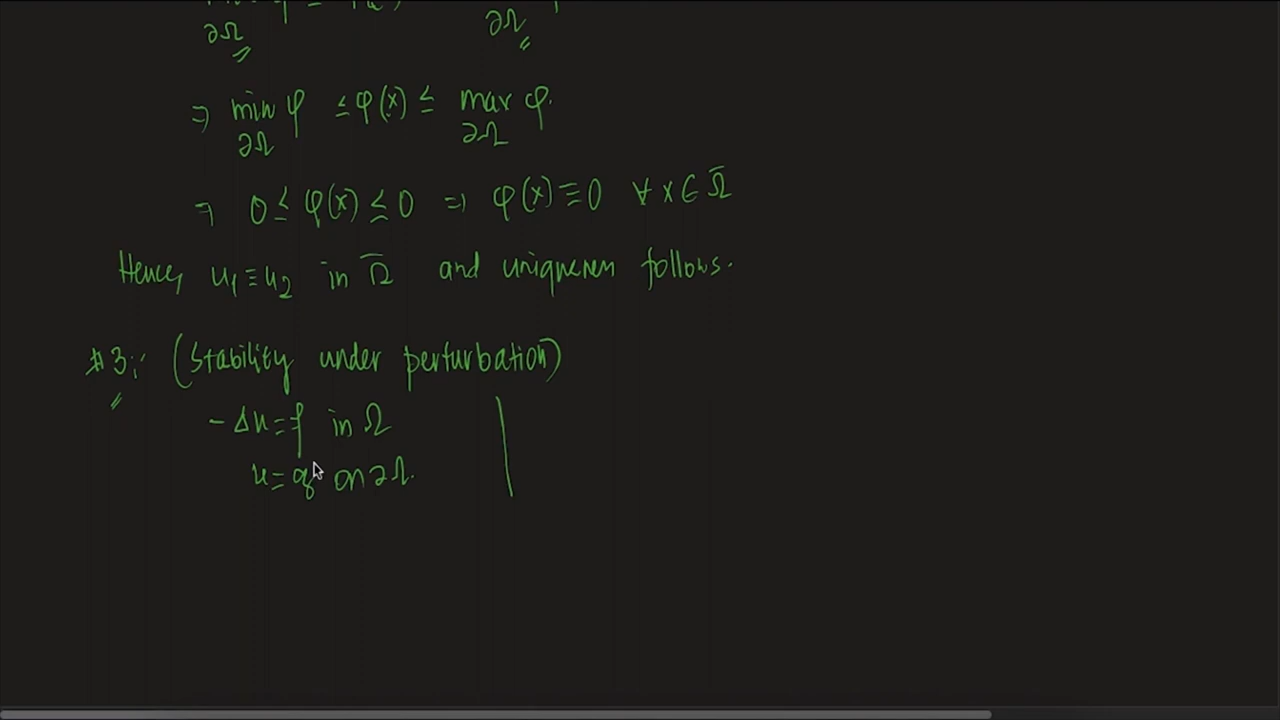 ∂Ω ∂Ω
⇒ min φ ≤ φ(x) ≤ max φ.
∂Ω ∂Ω
⇒ 0 ≤ φ(x) ≤ 0 ⇒ φ(x) ≡ 0 ∀ x ∈ Ω̄
Hence, u₁ ≡ u₂ in Ω̄ and uniqueness follows.
#3: (Stability under perturbation)
-Δu = f in Ω
u = g on ∂Ω.